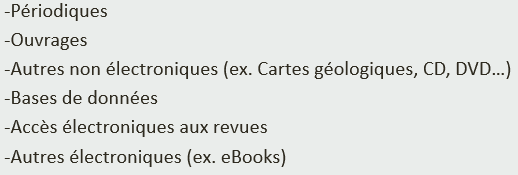 -Périodiques
-Ouvrages
-Autres non électroniques (ex. Cartes géologiques, CD, DVD…)
-Bases de données
-Accès électroniques aux revues
-Autres électroniques (ex. eBooks)